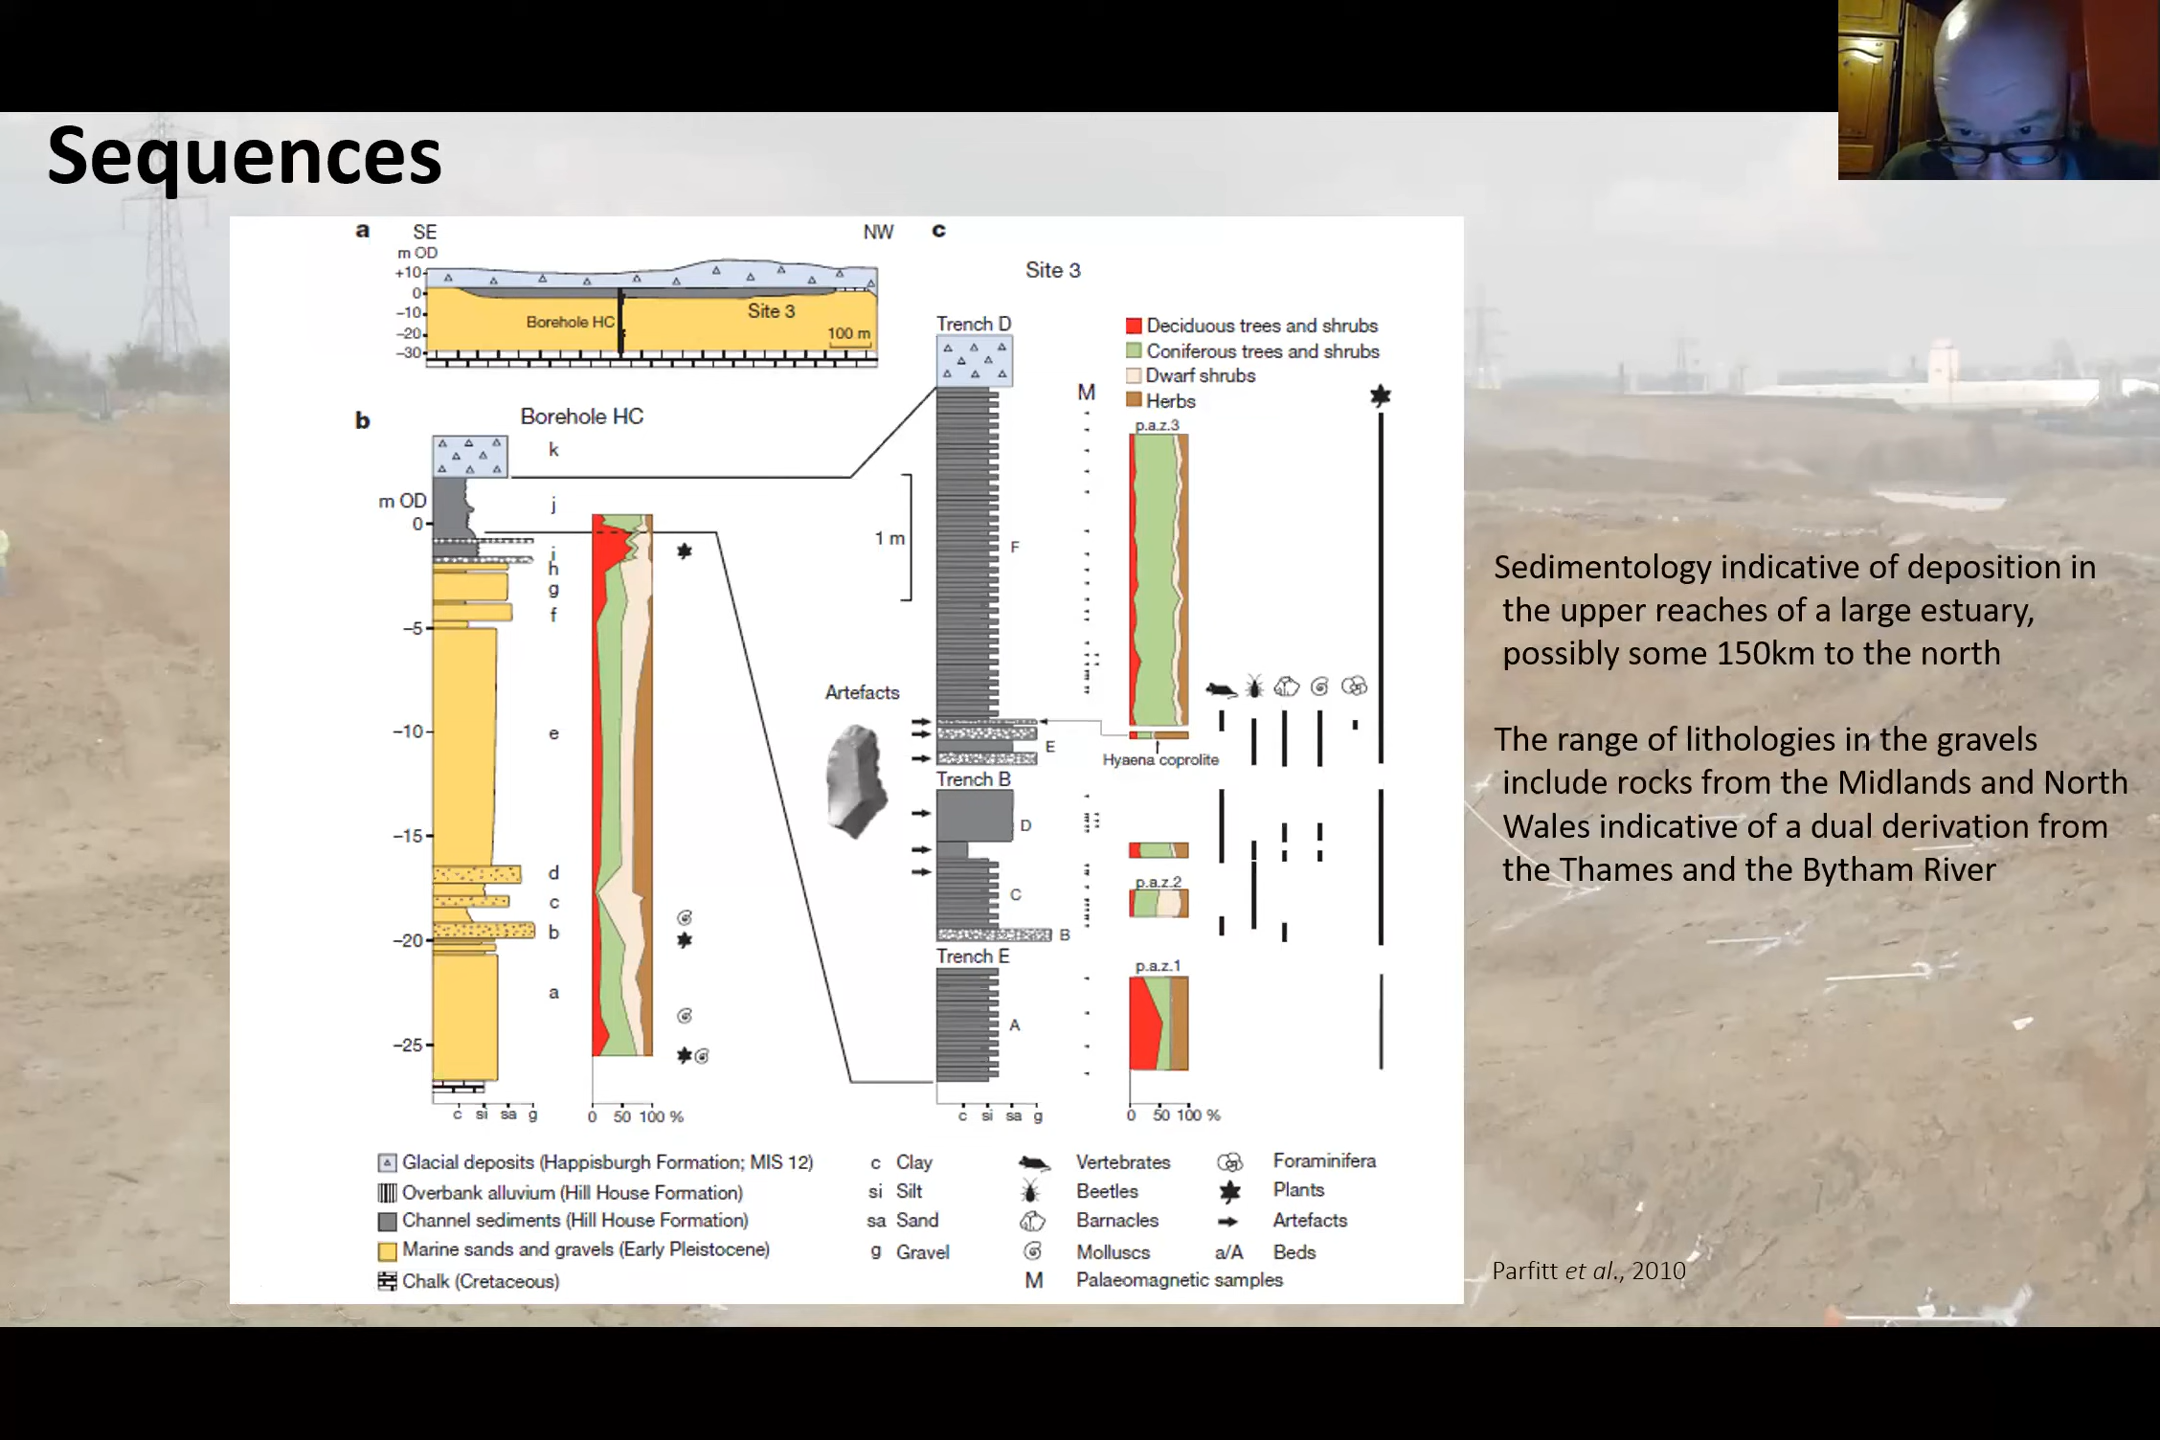 Sequences
a
SE
NW
m OD
+10
0
−10
−20
−30
Borehole HC
Site 3
100 m
b
Borehole HC
k
m OD
0
j
i
h
g
f
−5
−10
e
−15
d
c
−20
b
a
−25
c si sa g
0 50 100 %
c
Site 3
Trench D
Deciduous trees and shrubs
Coniferous trees and shrubs
Dwarf shrubs
Herbs
M
p.a.z.3
1 m
F
Artefacts
E
Hyaena coprolite
Trench B
D
p.a.z.2
C
B
Trench E
p.a.z.1
A
c si sa g
0 50 100 %
Glacial deposits (Happisburgh Formation; MIS 12)
Overbank alluvium (Hill House Formation)
Channel sediments (Hill House Formation)
Marine sands and gravels (Early Pleistocene)
Chalk (Cretaceous)
c Clay
si Silt
sa Sand
g Gravel
Vertebrates
Beetles
Barnacles
Molluscs
M Palaeomagnetic samples
Foraminifera
Plants
Artefacts
a/A Beds
Sedimentology indicative of deposition in
the upper reaches of a large estuary,
possibly some 150km to the north
The range of lithologies in the gravels
include rocks from the Midlands and North
Wales indicative of a dual derivation from
the Thames and the Bytham River
Parfitt et al., 2010